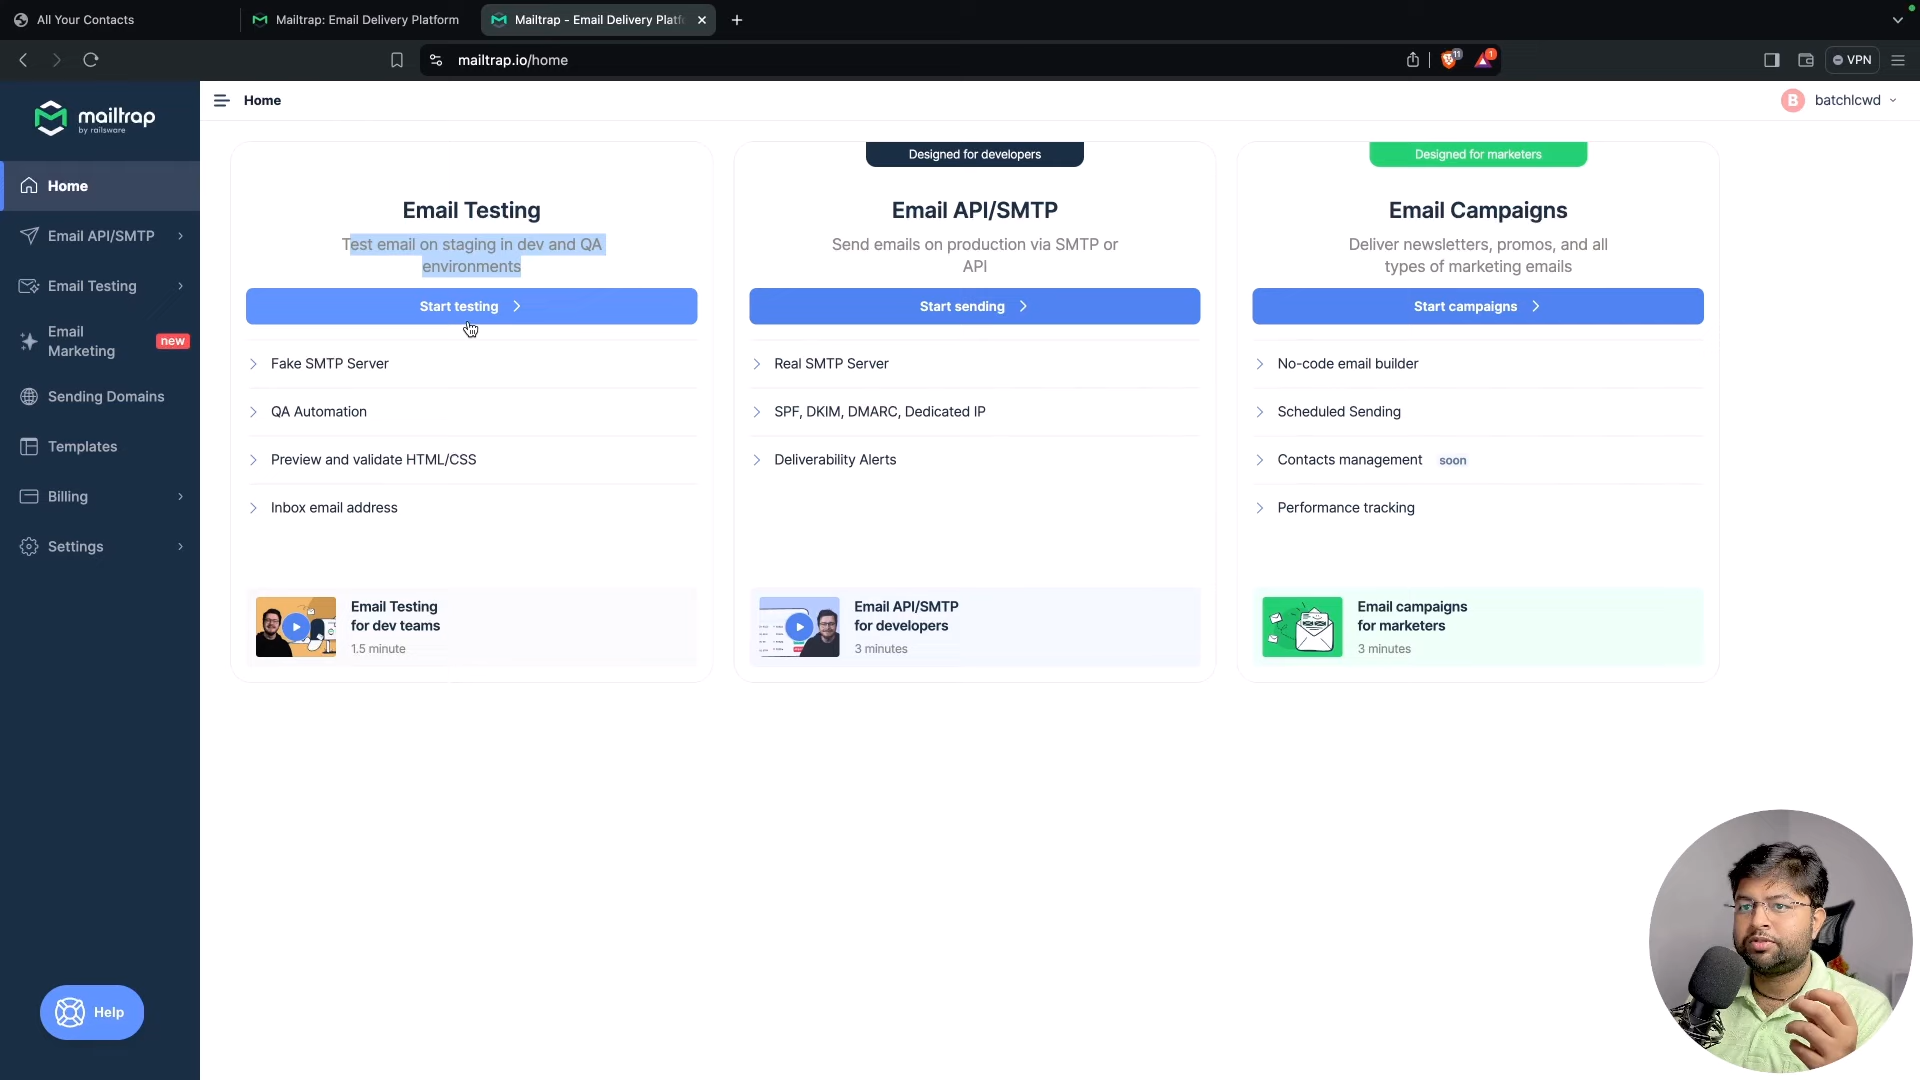 All Your Contacts
Mailtrap: Email Delivery Platform
Mailtrap - Email Delivery Platf
mailtrap.io/home
11
1
VPN
mailtrap
by railsware
Home
B
batchlcwd
Home
Email API/SMTP
Email Testing
Email
Marketing
new
Sending Domains
Templates
Billing
Settings
Help
Email Testing
Test email on staging in dev and QA
environments
Start testing
Fake SMTP Server
QA Automation
Preview and validate HTML/CSS
Inbox email address
Email Testing
for dev teams
1.5 minute
Designed for developers
Email API/SMTP
Send emails on production via SMTP or
API
Start sending
Real SMTP Server
SPF, DKIM, DMARC, Dedicated IP
Deliverability Alerts
Email API/SMTP
for developers
3 minutes
Designed for marketers
Email Campaigns
Deliver newsletters, promos, and all
types of marketing emails
Start campaigns
No-code email builder
Scheduled Sending
Contacts management soon
Performance tracking
Email campaigns
for marketers
3 minutes